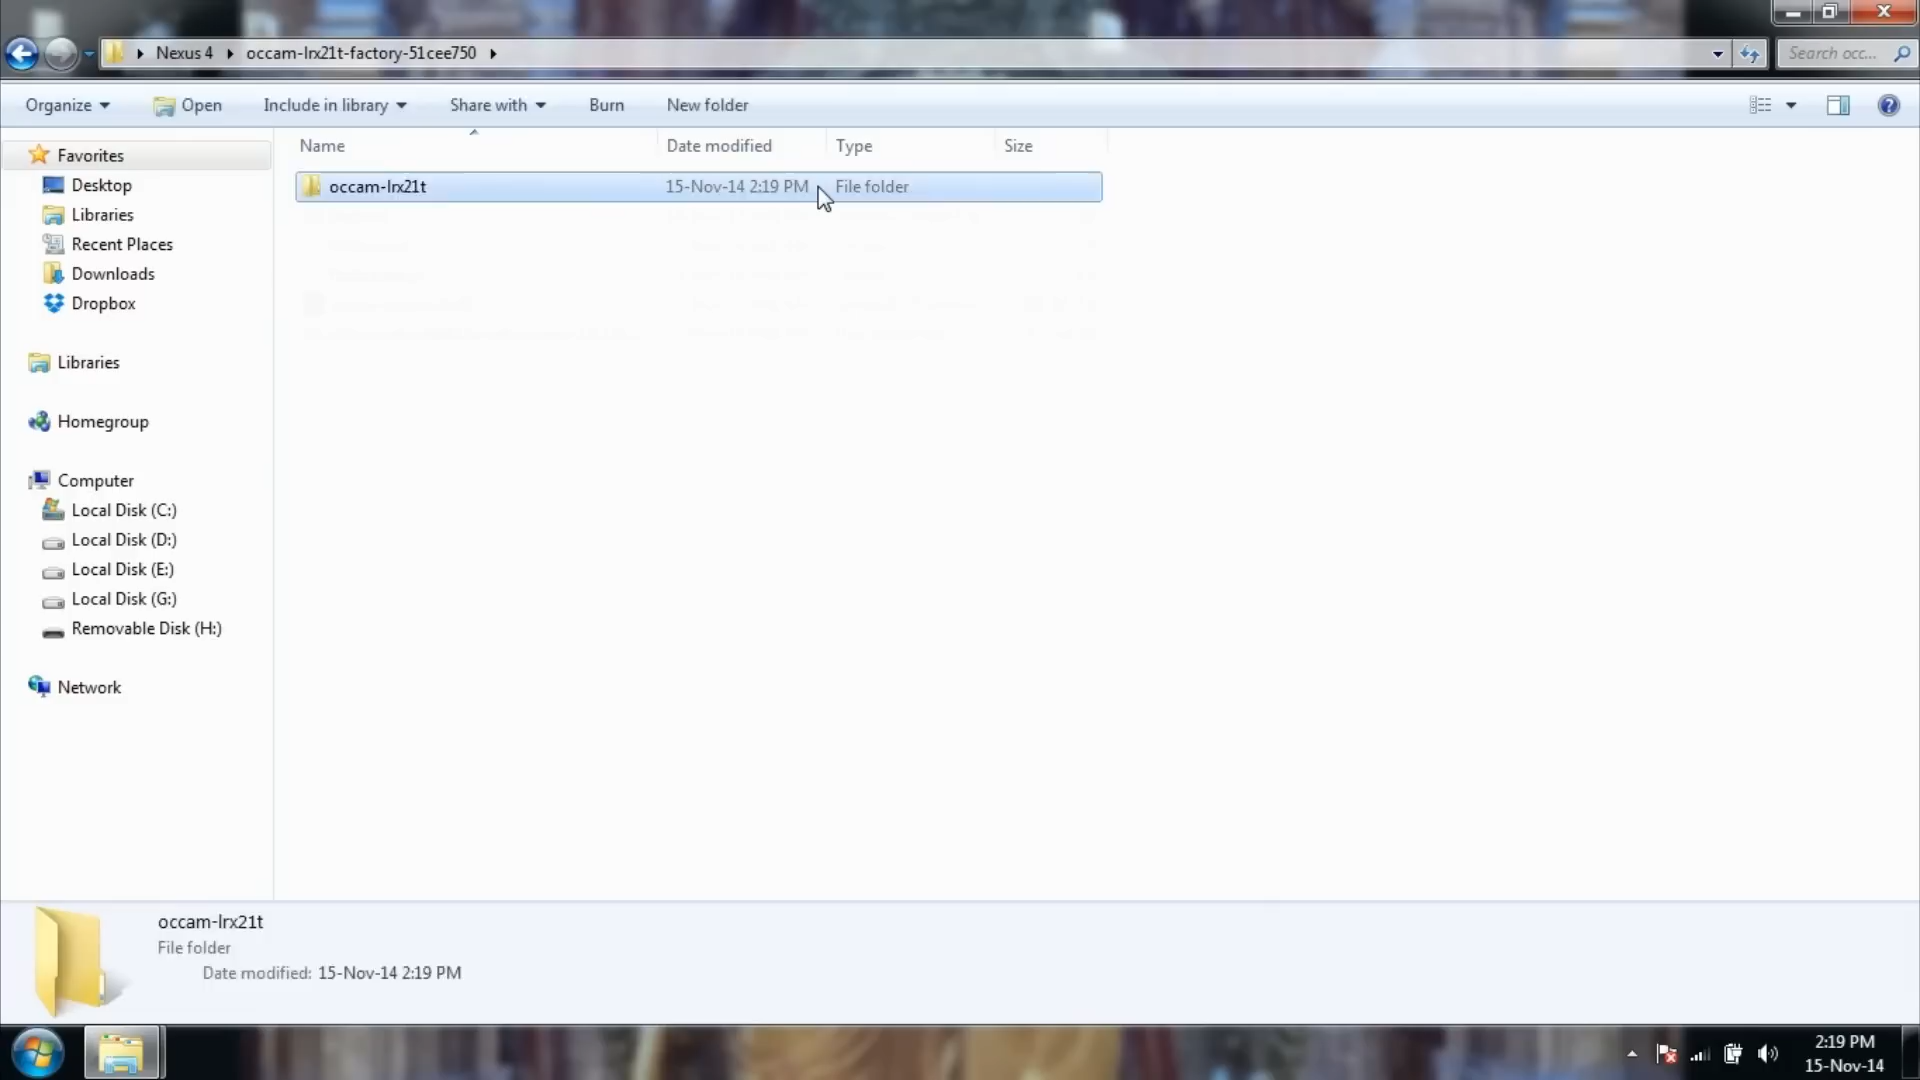 Nexus 4 occam-lrx21t-factory-51cee750
Search occ...
Organize Open Include in library Share with Burn New folder
Name Date modified Type Size
occam-lrx21t 15-Nov-14 2:19 PM File folder
Favorites
Desktop
Libraries
Recent Places
Downloads
Dropbox
Libraries
Homegroup
Computer
Local Disk (C:)
Local Disk (D:)
Local Disk (E:)
Local Disk (G:)
Removable Disk (H:)
Network
occam-lrx21t
File folder
Date modified: 15-Nov-14 2:19 PM
2:19 PM
15-Nov-14